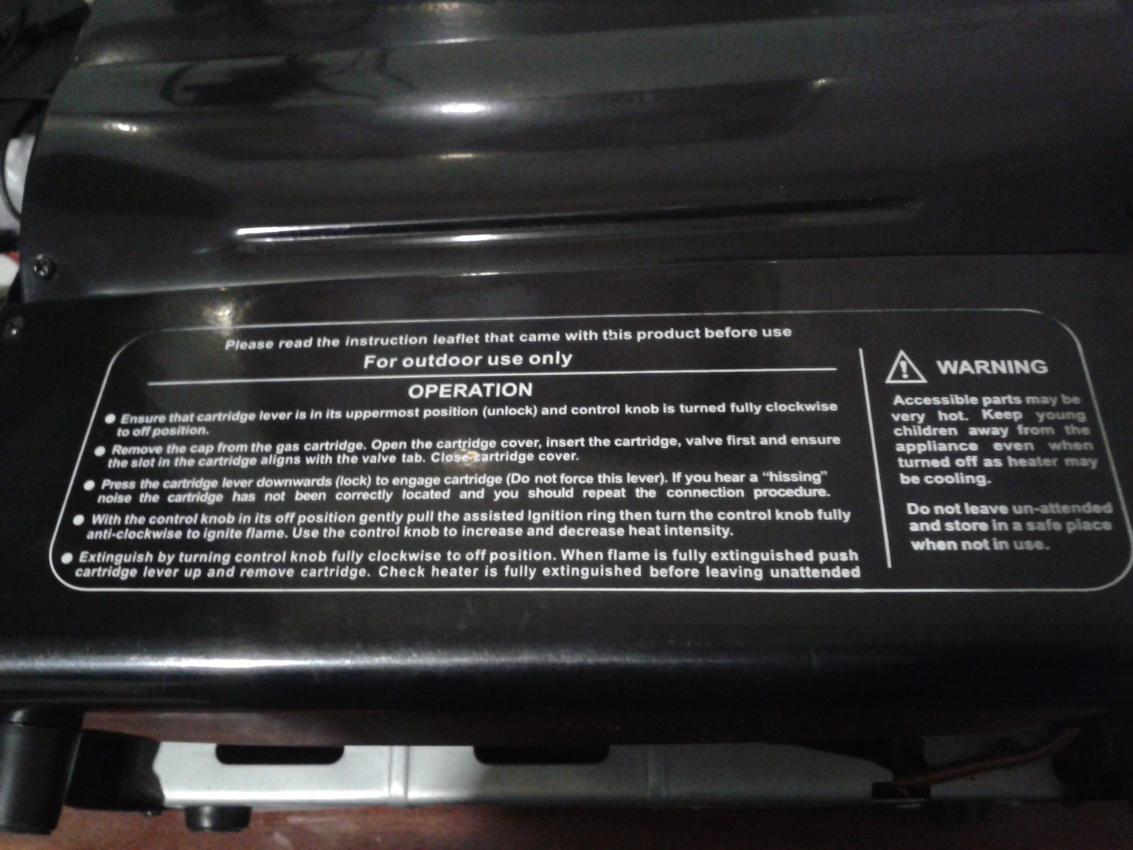 Please read the instruction leaflet that came with this product before use
For outdoor use only
OPERATION
● Ensure that cartridge lever is in its uppermost position (unlock) and control knob is turned fully clockwise
to off position.
● Remove the cap from the gas cartridge. Open the cartridge cover, insert the cartridge, valve first and ensure
the slot in the cartridge aligns with the valve tab. Close cartridge cover.
● Press the cartridge lever downwards (lock) to engage cartridge (Do not force this lever). If you hear a “hissing”
noise the cartridge has not been correctly located and you should repeat the connection procedure.
● With the control knob in its off position gently pull the assisted Ignition ring then turn the control knob fully
anti-clockwise to ignite flame. Use the control knob to increase and decrease heat intensity.
● Extinguish by turning control knob fully clockwise to off position. When flame is fully extinguished push
cartridge lever up and remove cartridge. Check heater is fully extinguished before leaving unattended
WARNING
Accessible parts may be
very hot. Keep young
children away from the
appliance even when
turned off as heater may
be cooling.
Do not leave un-attended
and store in a safe place
when not in use.